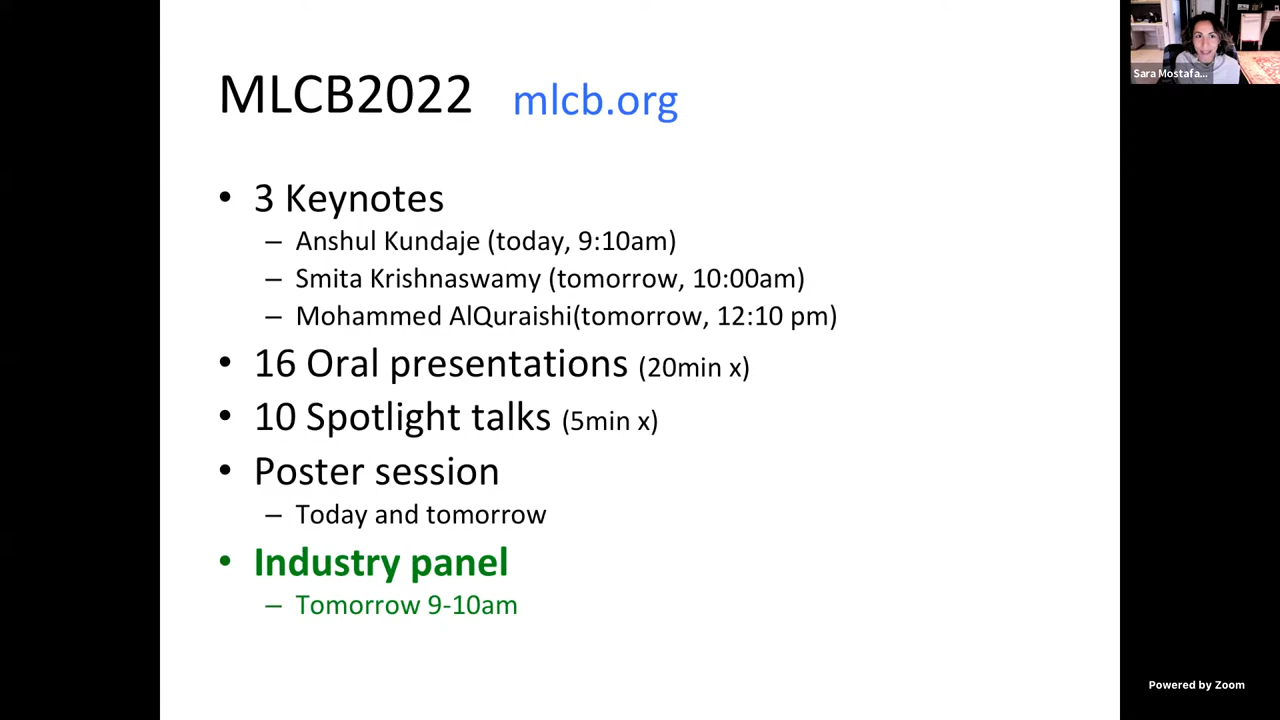 MLCB2022 mlcb.org
• 3 Keynotes
– Anshul Kundaje (today, 9:10am)
– Smita Krishnaswamy (tomorrow, 10:00am)
– Mohammed AlQuraishi(tomorrow, 12:10 pm)
• 16 Oral presentations (20min x)
• 10 Spotlight talks (5min x)
• Poster session
– Today and tomorrow
• Industry panel
– Tomorrow 9-10am
Sara Mostafa...
Powered by Zoom